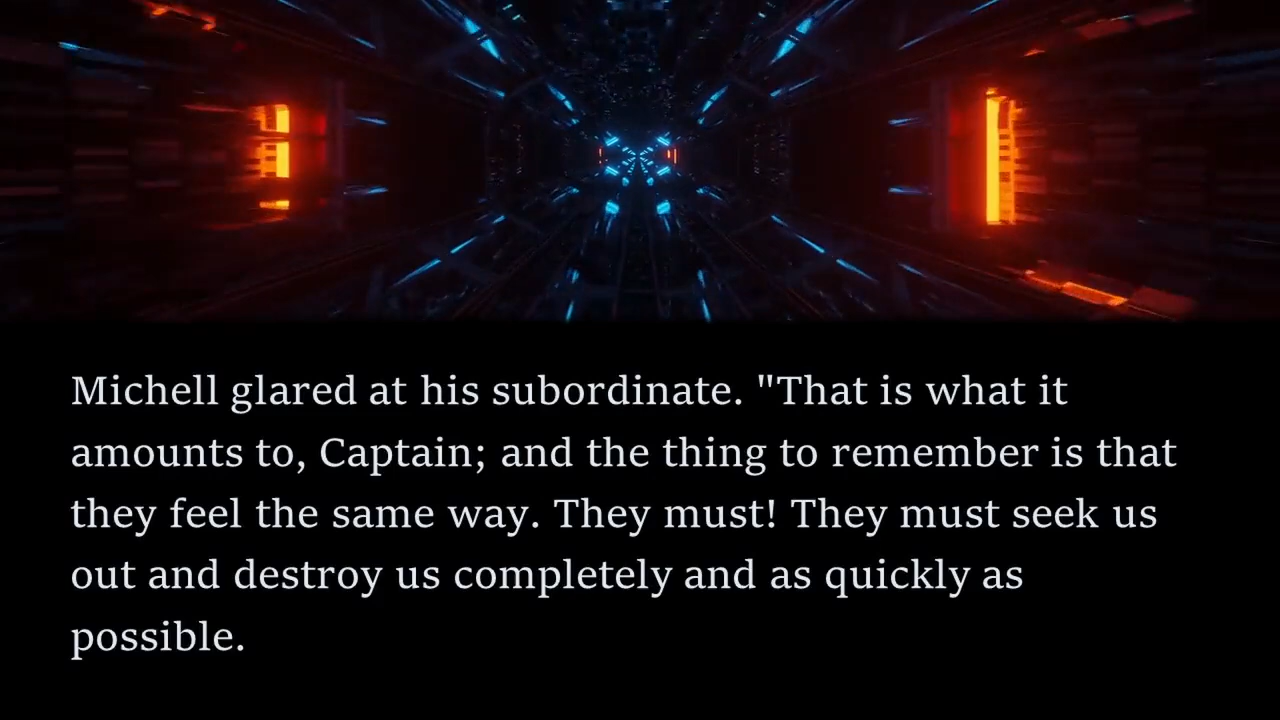 Michell glared at his subordinate. "That is what it
amounts to, Captain; and the thing to remember is that
they feel the same way. They must! They must seek us
out and destroy us completely and as quickly as
possible.